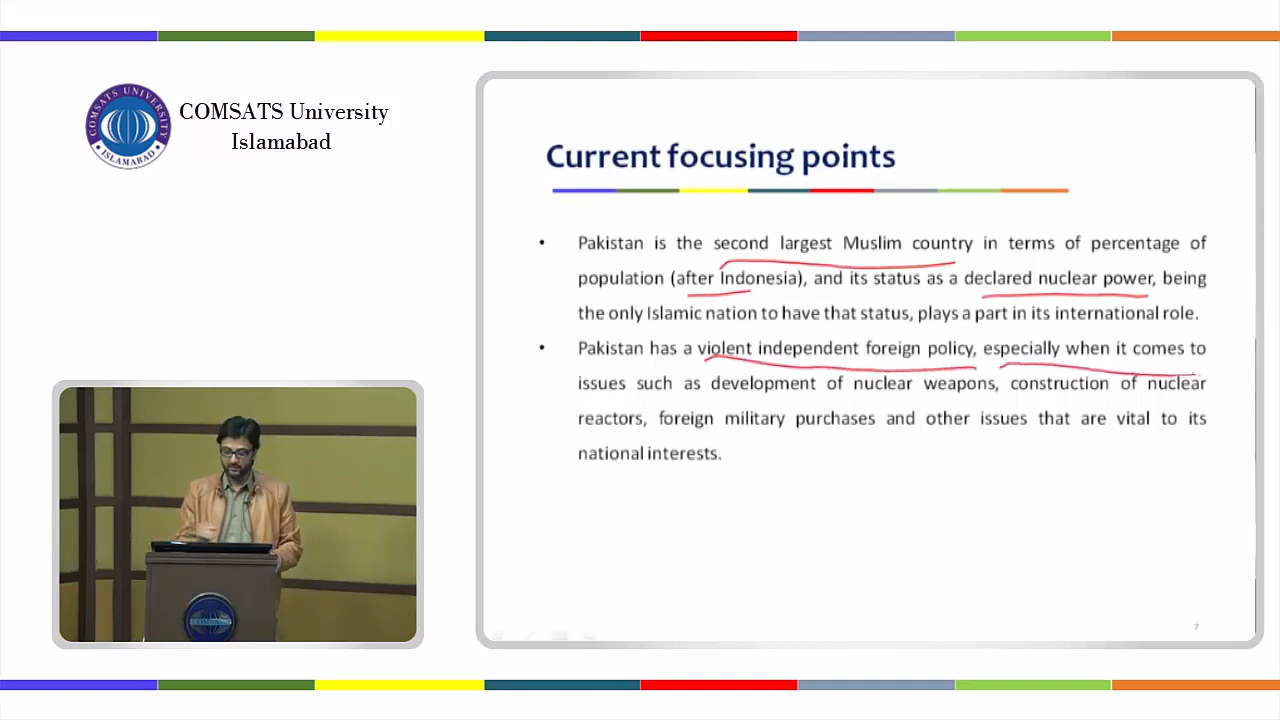 COMSATS UNIVERSITY
ISLAMABAD
COMSATS University
Islamabad
Current focusing points
• Pakistan is the second largest Muslim country in terms of percentage of
population (after Indonesia), and its status as a declared nuclear power, being
the only Islamic nation to have that status, plays a part in its international role.
• Pakistan has a violent independent foreign policy, especially when it comes to
issues such as development of nuclear weapons, construction of nuclear
reactors, foreign military purchases and other issues that are vital to its
national interests.
7